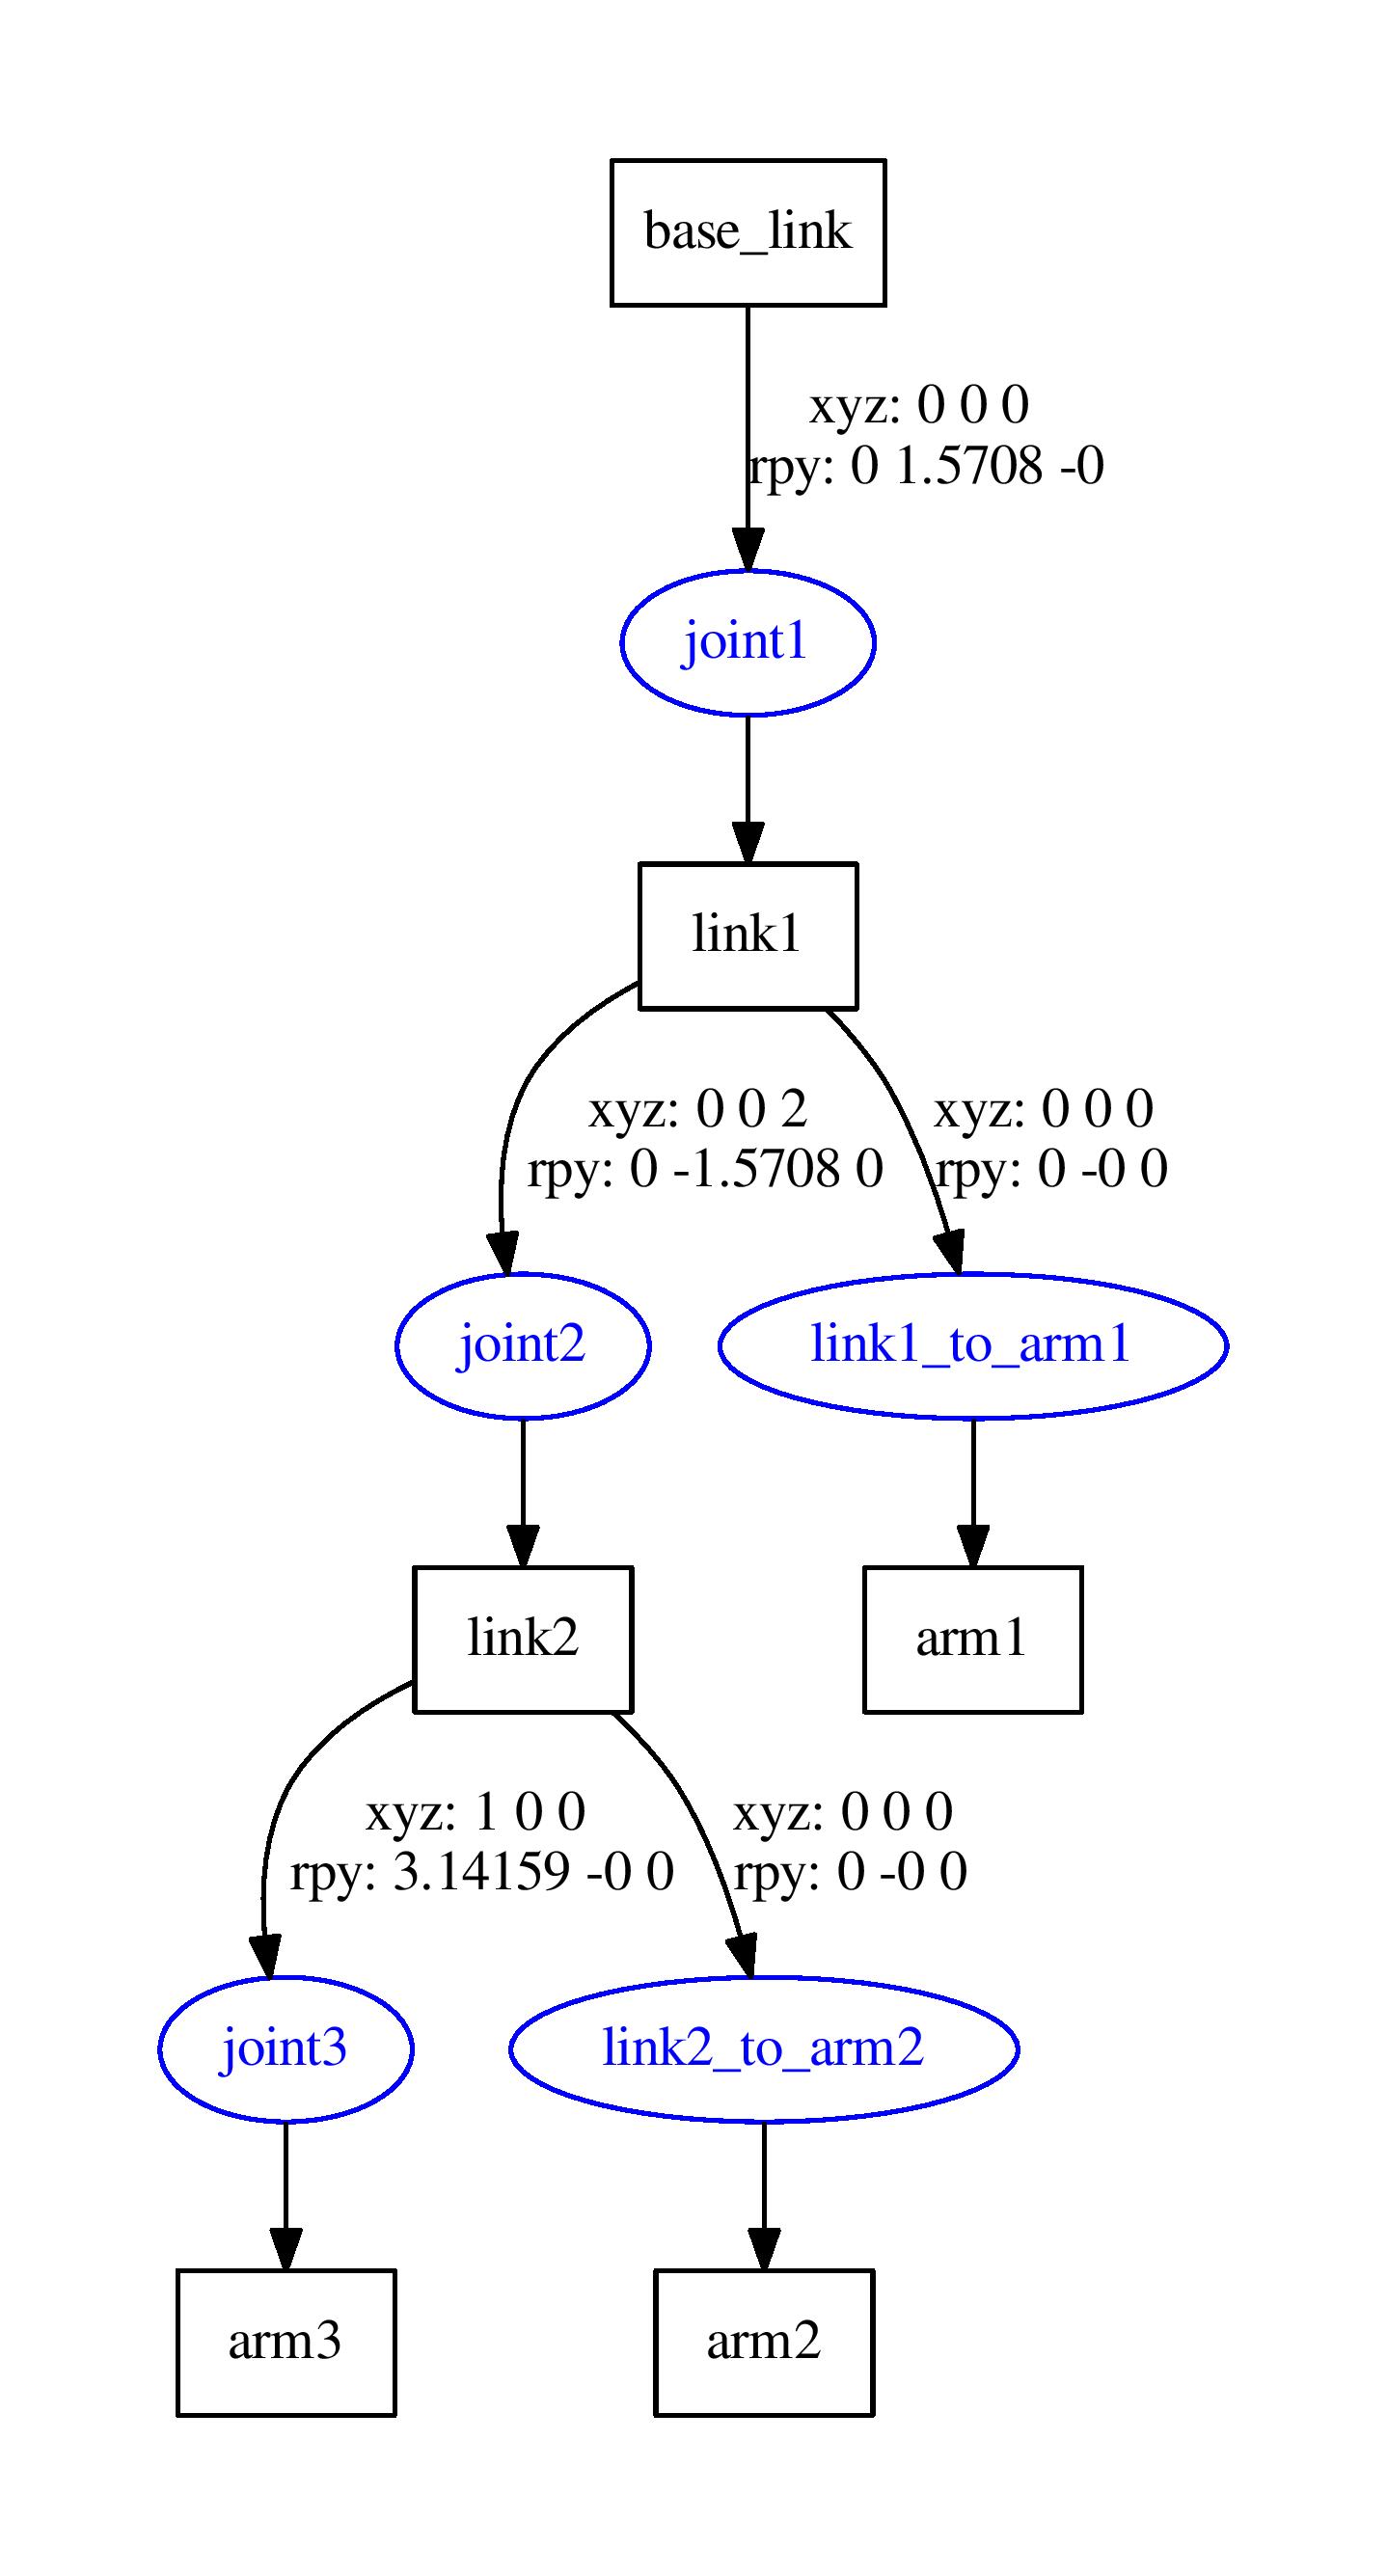 base_link
xyz: 0 0 0
rpy: 0 1.5708 -0
joint1
link1
xyz: 0 0 2
rpy: 0 -1.5708 0
xyz: 0 0 0
rpy: 0 -0 0
joint2
link1_to_arm1
link2
arm1
xyz: 1 0 0
rpy: 3.14159 -0 0
xyz: 0 0 0
rpy: 0 -0 0
joint3
link2_to_arm2
arm3
arm2